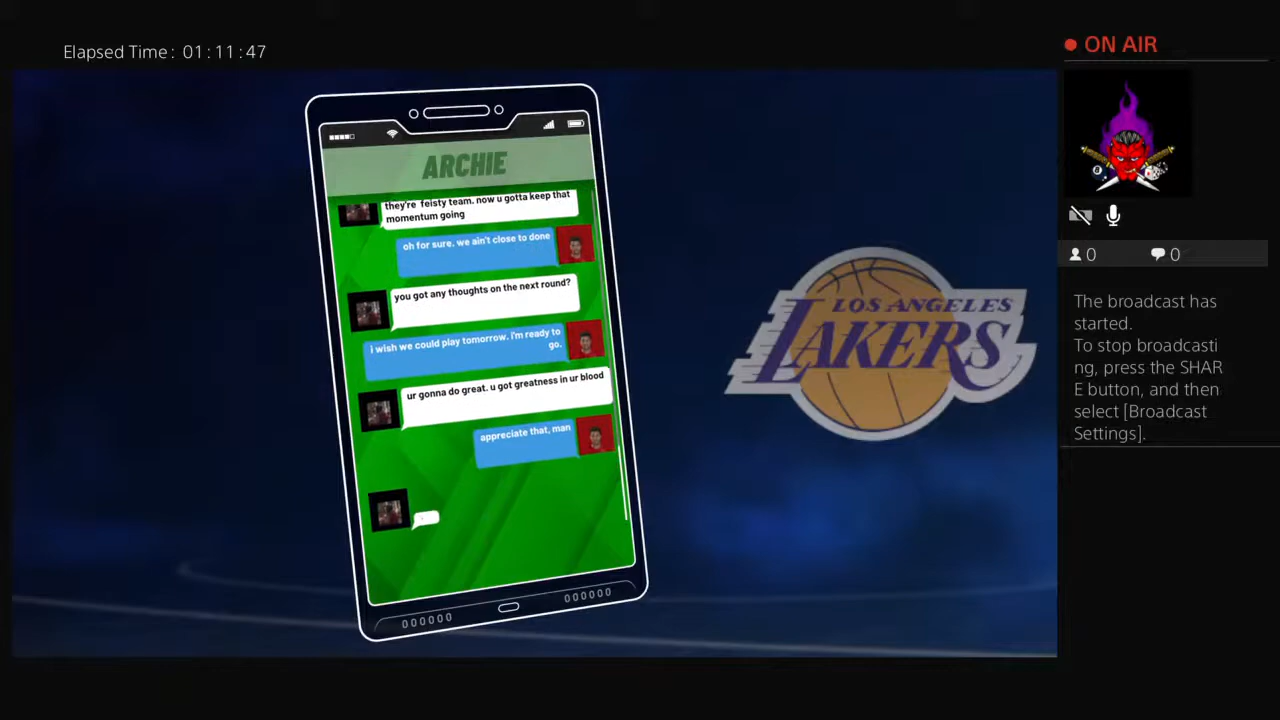 Elapsed Time: 01:11:47
ON AIR
ARCHIE
they're feisty team. now u gotta keep that
momentum going
oh for sure. we ain't close to done
you got any thoughts on the next round?
i wish we could play tomorrow. i'm ready to
go.
ur gonna do great. u got greatness in ur blood
appreciate that, man
LOS ANGELES
LAKERS
0
0
The broadcast has
started.
To stop broadcasti
ng, press the SHAR
E button, and then
select [Broadcast
Settings].
000000
000000